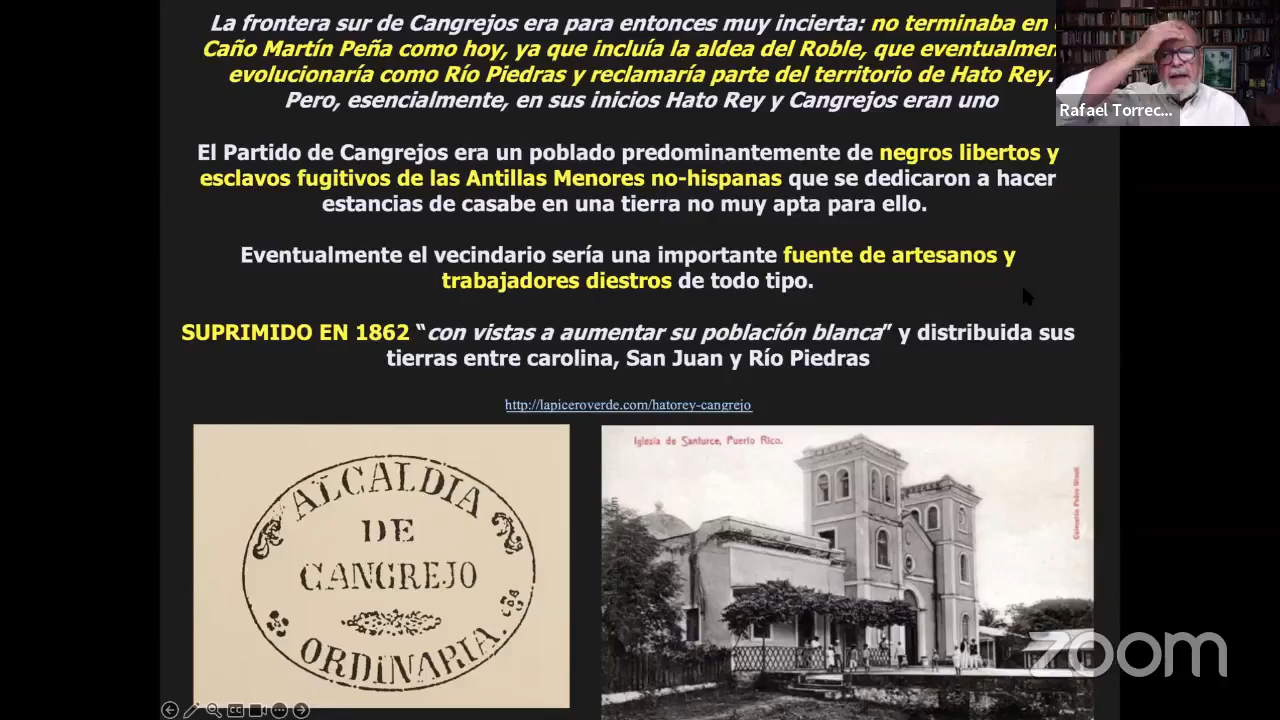 La frontera sur de Cangrejos era para entonces muy incierta: no terminaba en
Caño Martín Peña como hoy, ya que incluía la aldea del Roble, que
evolucionaría como Río Piedras y reclamaría parte del territorio de Hato Rey.
Pero, esencialmente, en sus inicios Hato Rey y Cangrejos eran uno
El Partido de Cangrejos era un poblado predominantemente de negros libertos y
esclavos fugitivos de las Antillas Menores no-hispanas que se dedicaron a hacer
estancias de casabe en una tierra no muy apta para ello.
Eventualmente el vecindario sería una importante fuente de artesanos y
trabajadores diestros de todo tipo.
SUPRIMIDO EN 1862 “con vistas a aumentar su población blanca” y distribuida sus
tierras entre carolina, San Juan y Río Piedras
http://lapiceroverde.com/hatorey-cangrejo
ALCALDIA
DE
CANGREJO
ORDINARIA.
Iglesia de Santurce, Puerto Rico.
Rafael Torrec...
zoom